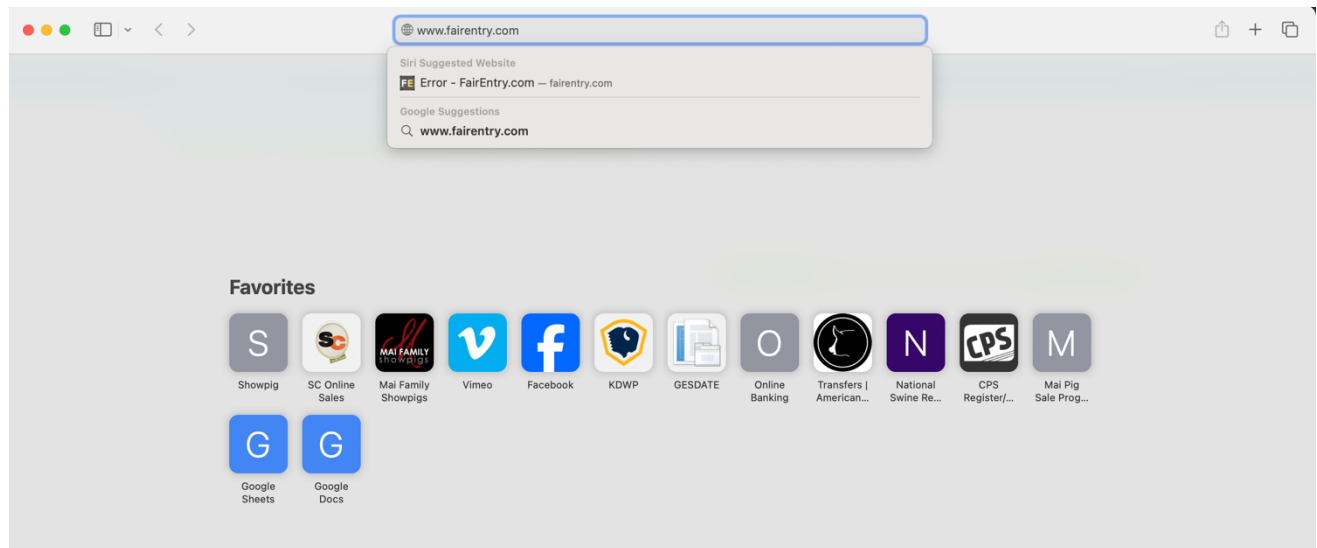 www.fairentry.com
Siri Suggested Website
FE Error - FairEntry.com — fairentry.com
Google Suggestions
www.fairentry.com
Favorites
S
SC
MAI FAMILY
showpigs
f
O
N
CPS
M
Showpig
SC Online
Sales
Mai Family
Showpigs
Vimeo
Facebook
KDWP
GESDATE
Online
Banking
Transfers |
American...
National
Swine Re...
CPS
Register/...
Mai Pig
Sale Prog...
G
G
Google
Sheets
Google
Docs